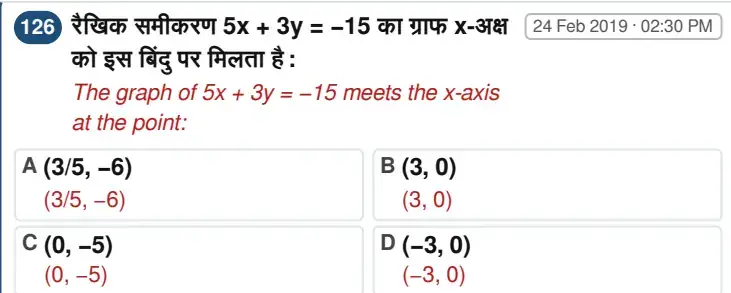 126 रैखिक समीकरण 5x + 3y = −15 का ग्राफ x-अक्ष 24 Feb 2019 · 02:30 PM
को इस बिंदु पर मिलता है :
The graph of 5x + 3y = −15 meets the x-axis
at the point:
A (3/5, −6) B (3, 0)
(3/5, −6) (3, 0)
C (0, −5) D (−3, 0)
(0, −5) (−3, 0)